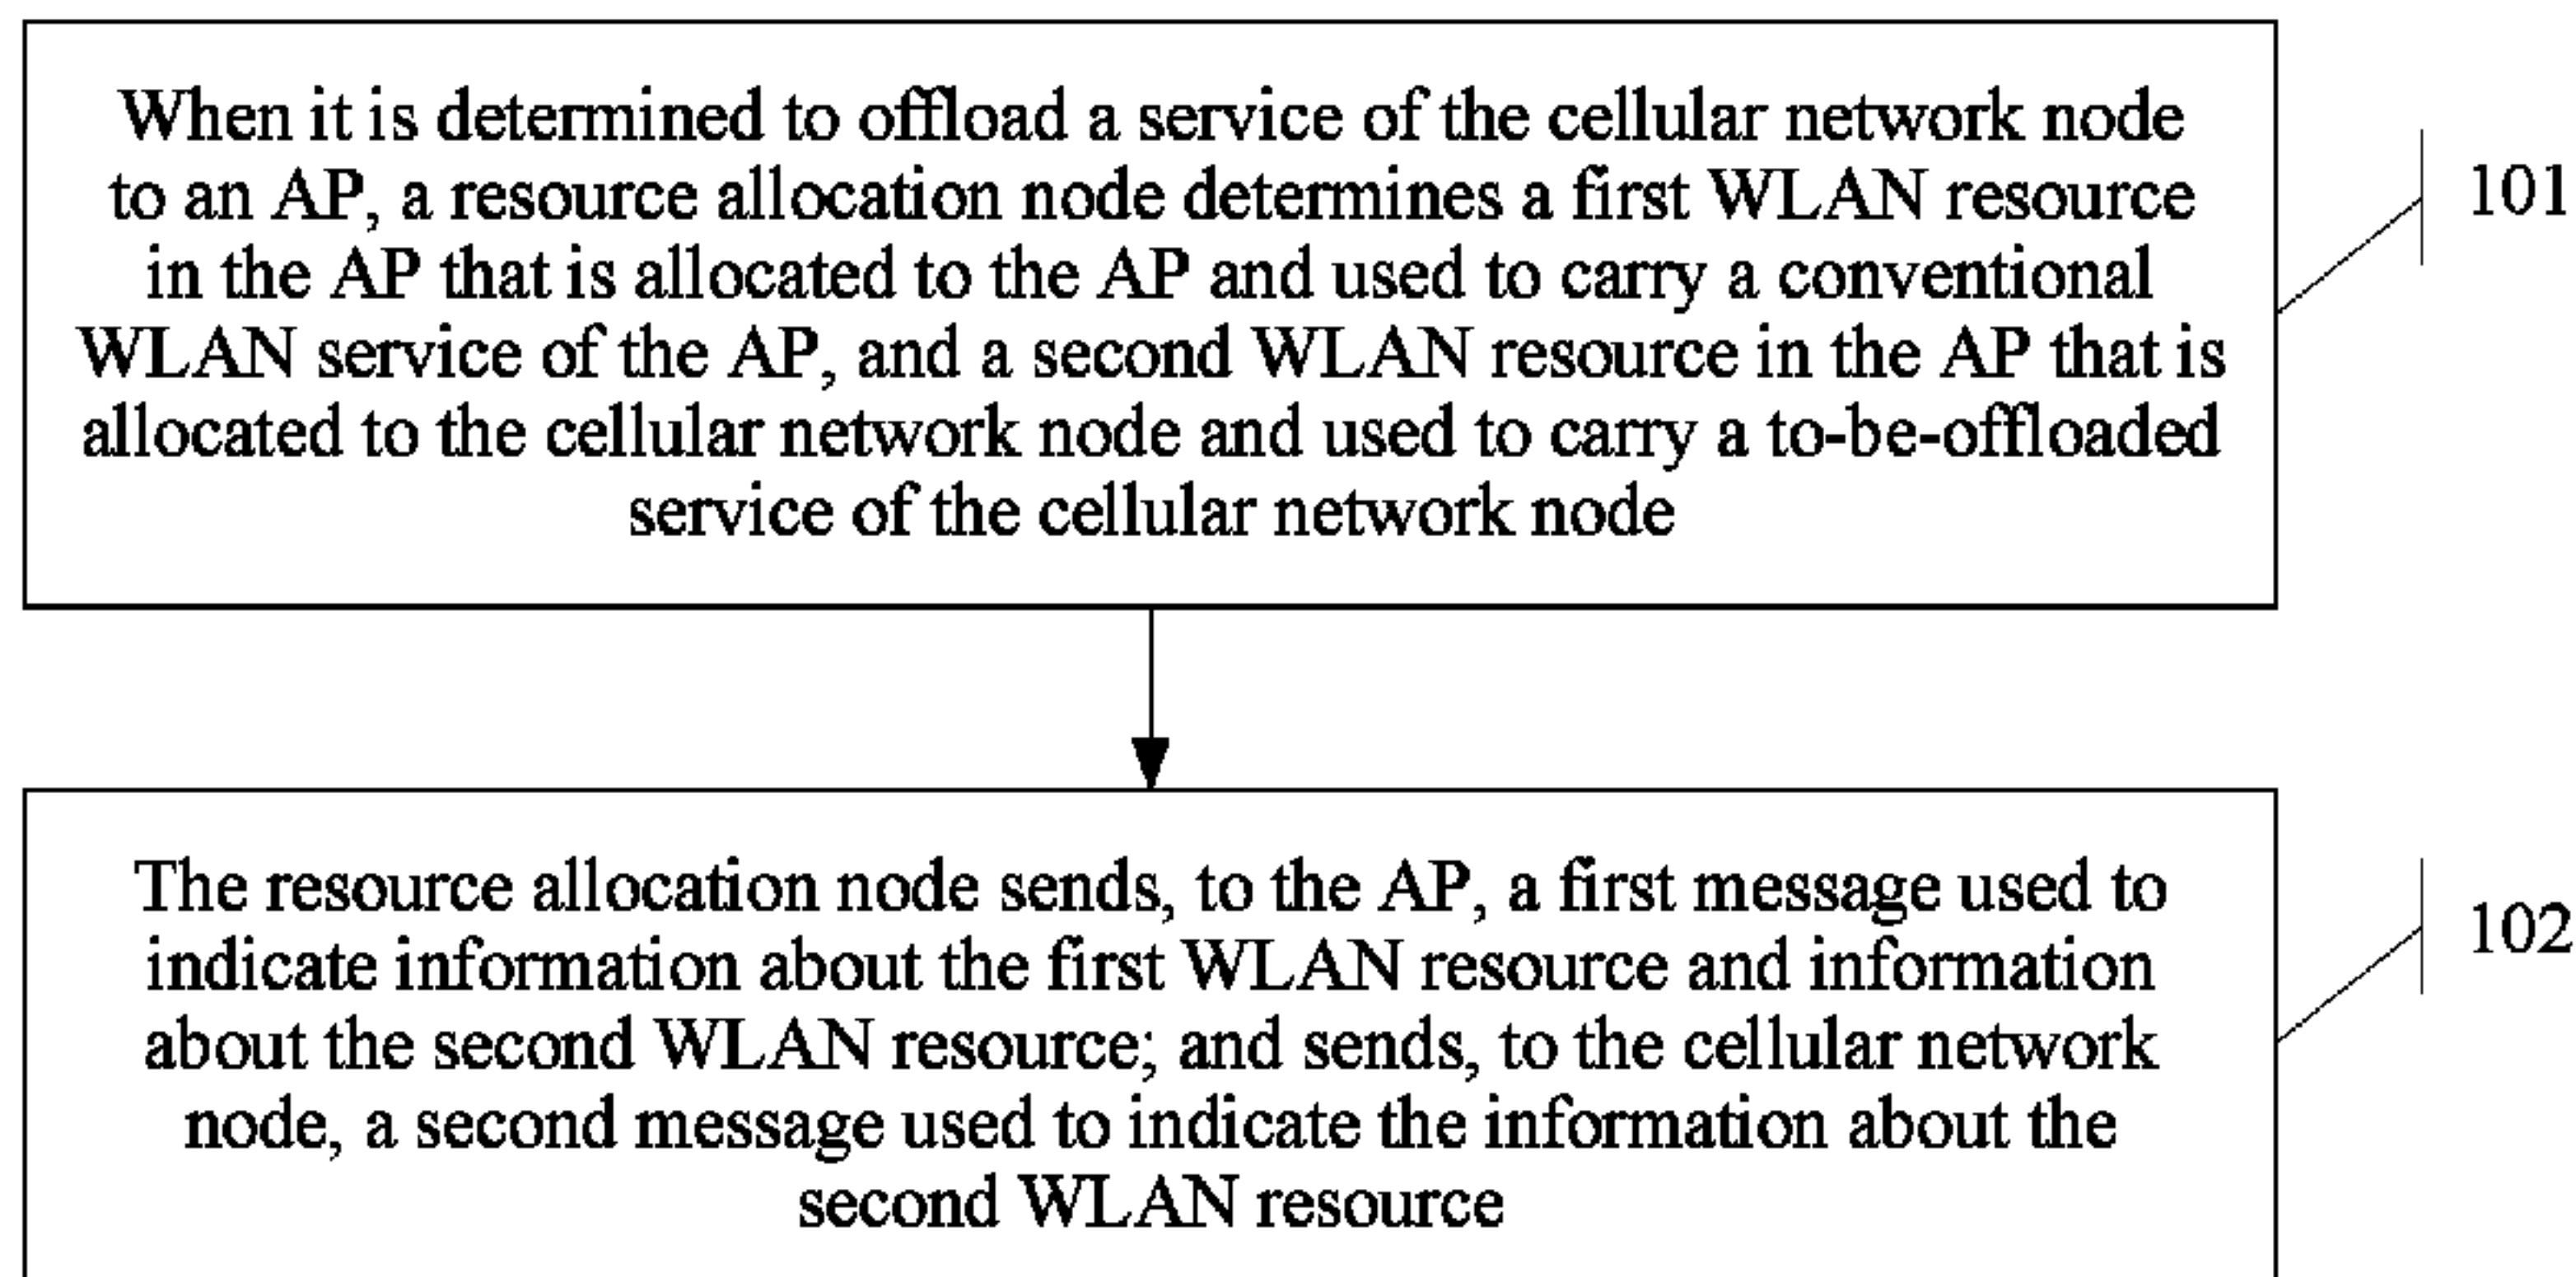 When it is determined to offload a service of the cellular network node
to an AP, a resource allocation node determines a first WLAN resource
in the AP that is allocated to the AP and used to carry a conventional
WLAN service of the AP, and a second WLAN resource in the AP that is
allocated to the cellular network node and used to carry a to-be-offloaded
service of the cellular network node
101
The resource allocation node sends, to the AP, a first message used to
indicate information about the first WLAN resource and information
about the second WLAN resource; and sends, to the cellular network
node, a second message used to indicate the information about the
second WLAN resource
102